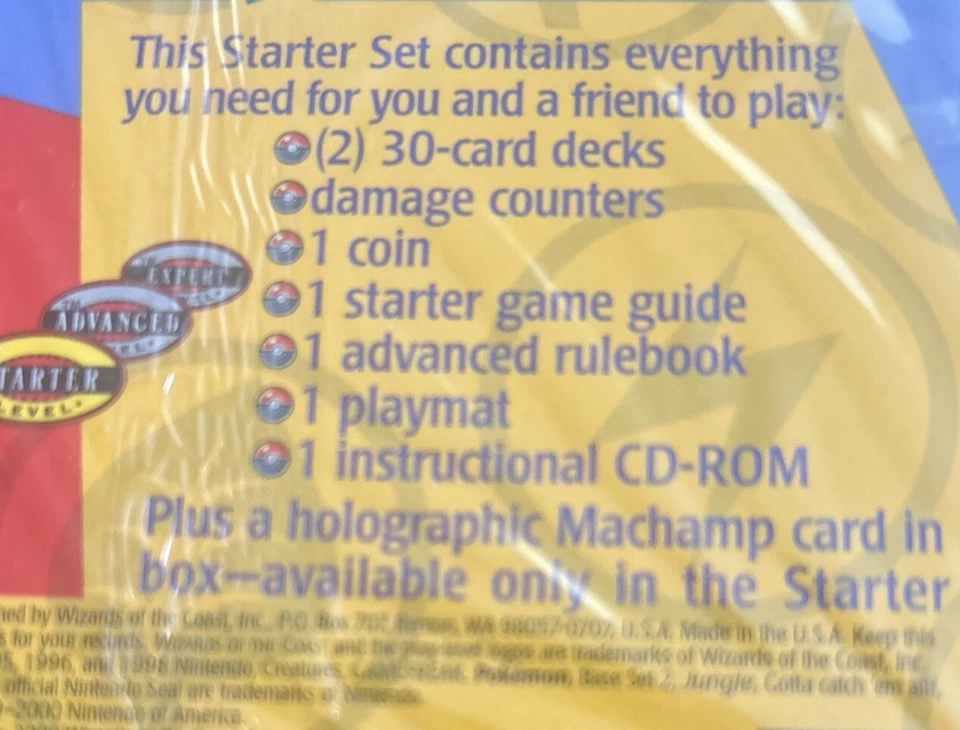 This Starter Set contains everything
you need for you and a friend to play:
(2) 30-card decks
damage counters
1 coin
1 starter game guide
1 advanced rulebook
1 playmat
1 instructional CD-ROM
EXPERT
ADVANCED
TARTER
LEVEL
Plus a holographic Machamp card in
box—available only in the Starter
ned by Wizards of the Coast, Inc., P.O. Box 707, Renton, WA 98057-0707, U.S.A. Made in the U.S.A. Keep this
s for your records. Wizards of the Coast and the logos are trademarks of Wizards of the Coast, Inc.
95, 1996, and 1998 Nintendo, Creatures, Pokémon, Base Set 2, Jungle, Gotta catch 'em all!,
official Nintendo Seal are trademarks of Nintendo.
-2000 Nintendo of America.